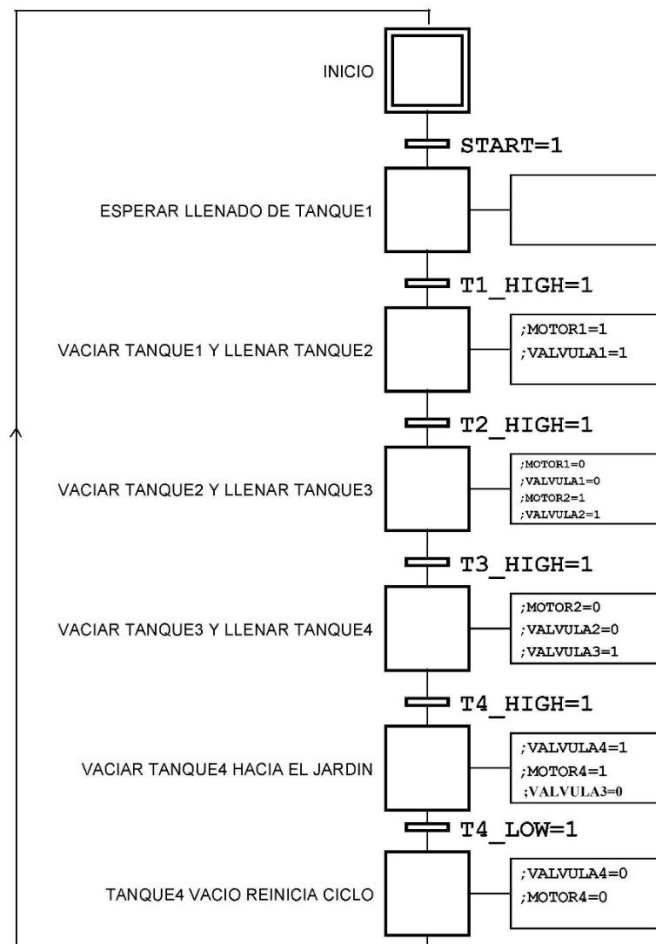 INICIO
START=1
ESPERAR LLENADO DE TANQUE1
T1_HIGH=1
VACIAR TANQUE1 Y LLENAR TANQUE2
;MOTOR1=1
;VALVULA1=1
T2_HIGH=1
VACIAR TANQUE2 Y LLENAR TANQUE3
;MOTOR1=0
;VALVULA1=0
;MOTOR2=1
;VALVULA2=1
T3_HIGH=1
VACIAR TANQUE3 Y LLENAR TANQUE4
;MOTOR2=0
;VALVULA2=0
;VALVULA3=1
T4_HIGH=1
VACIAR TANQUE4 HACIA EL JARDIN
;VALVULA4=1
;MOTOR4=1
;VALVULA3=0
T4_LOW=1
TANQUE4 VACIO REINICIA CICLO
;VALVULA4=0
;MOTOR4=0